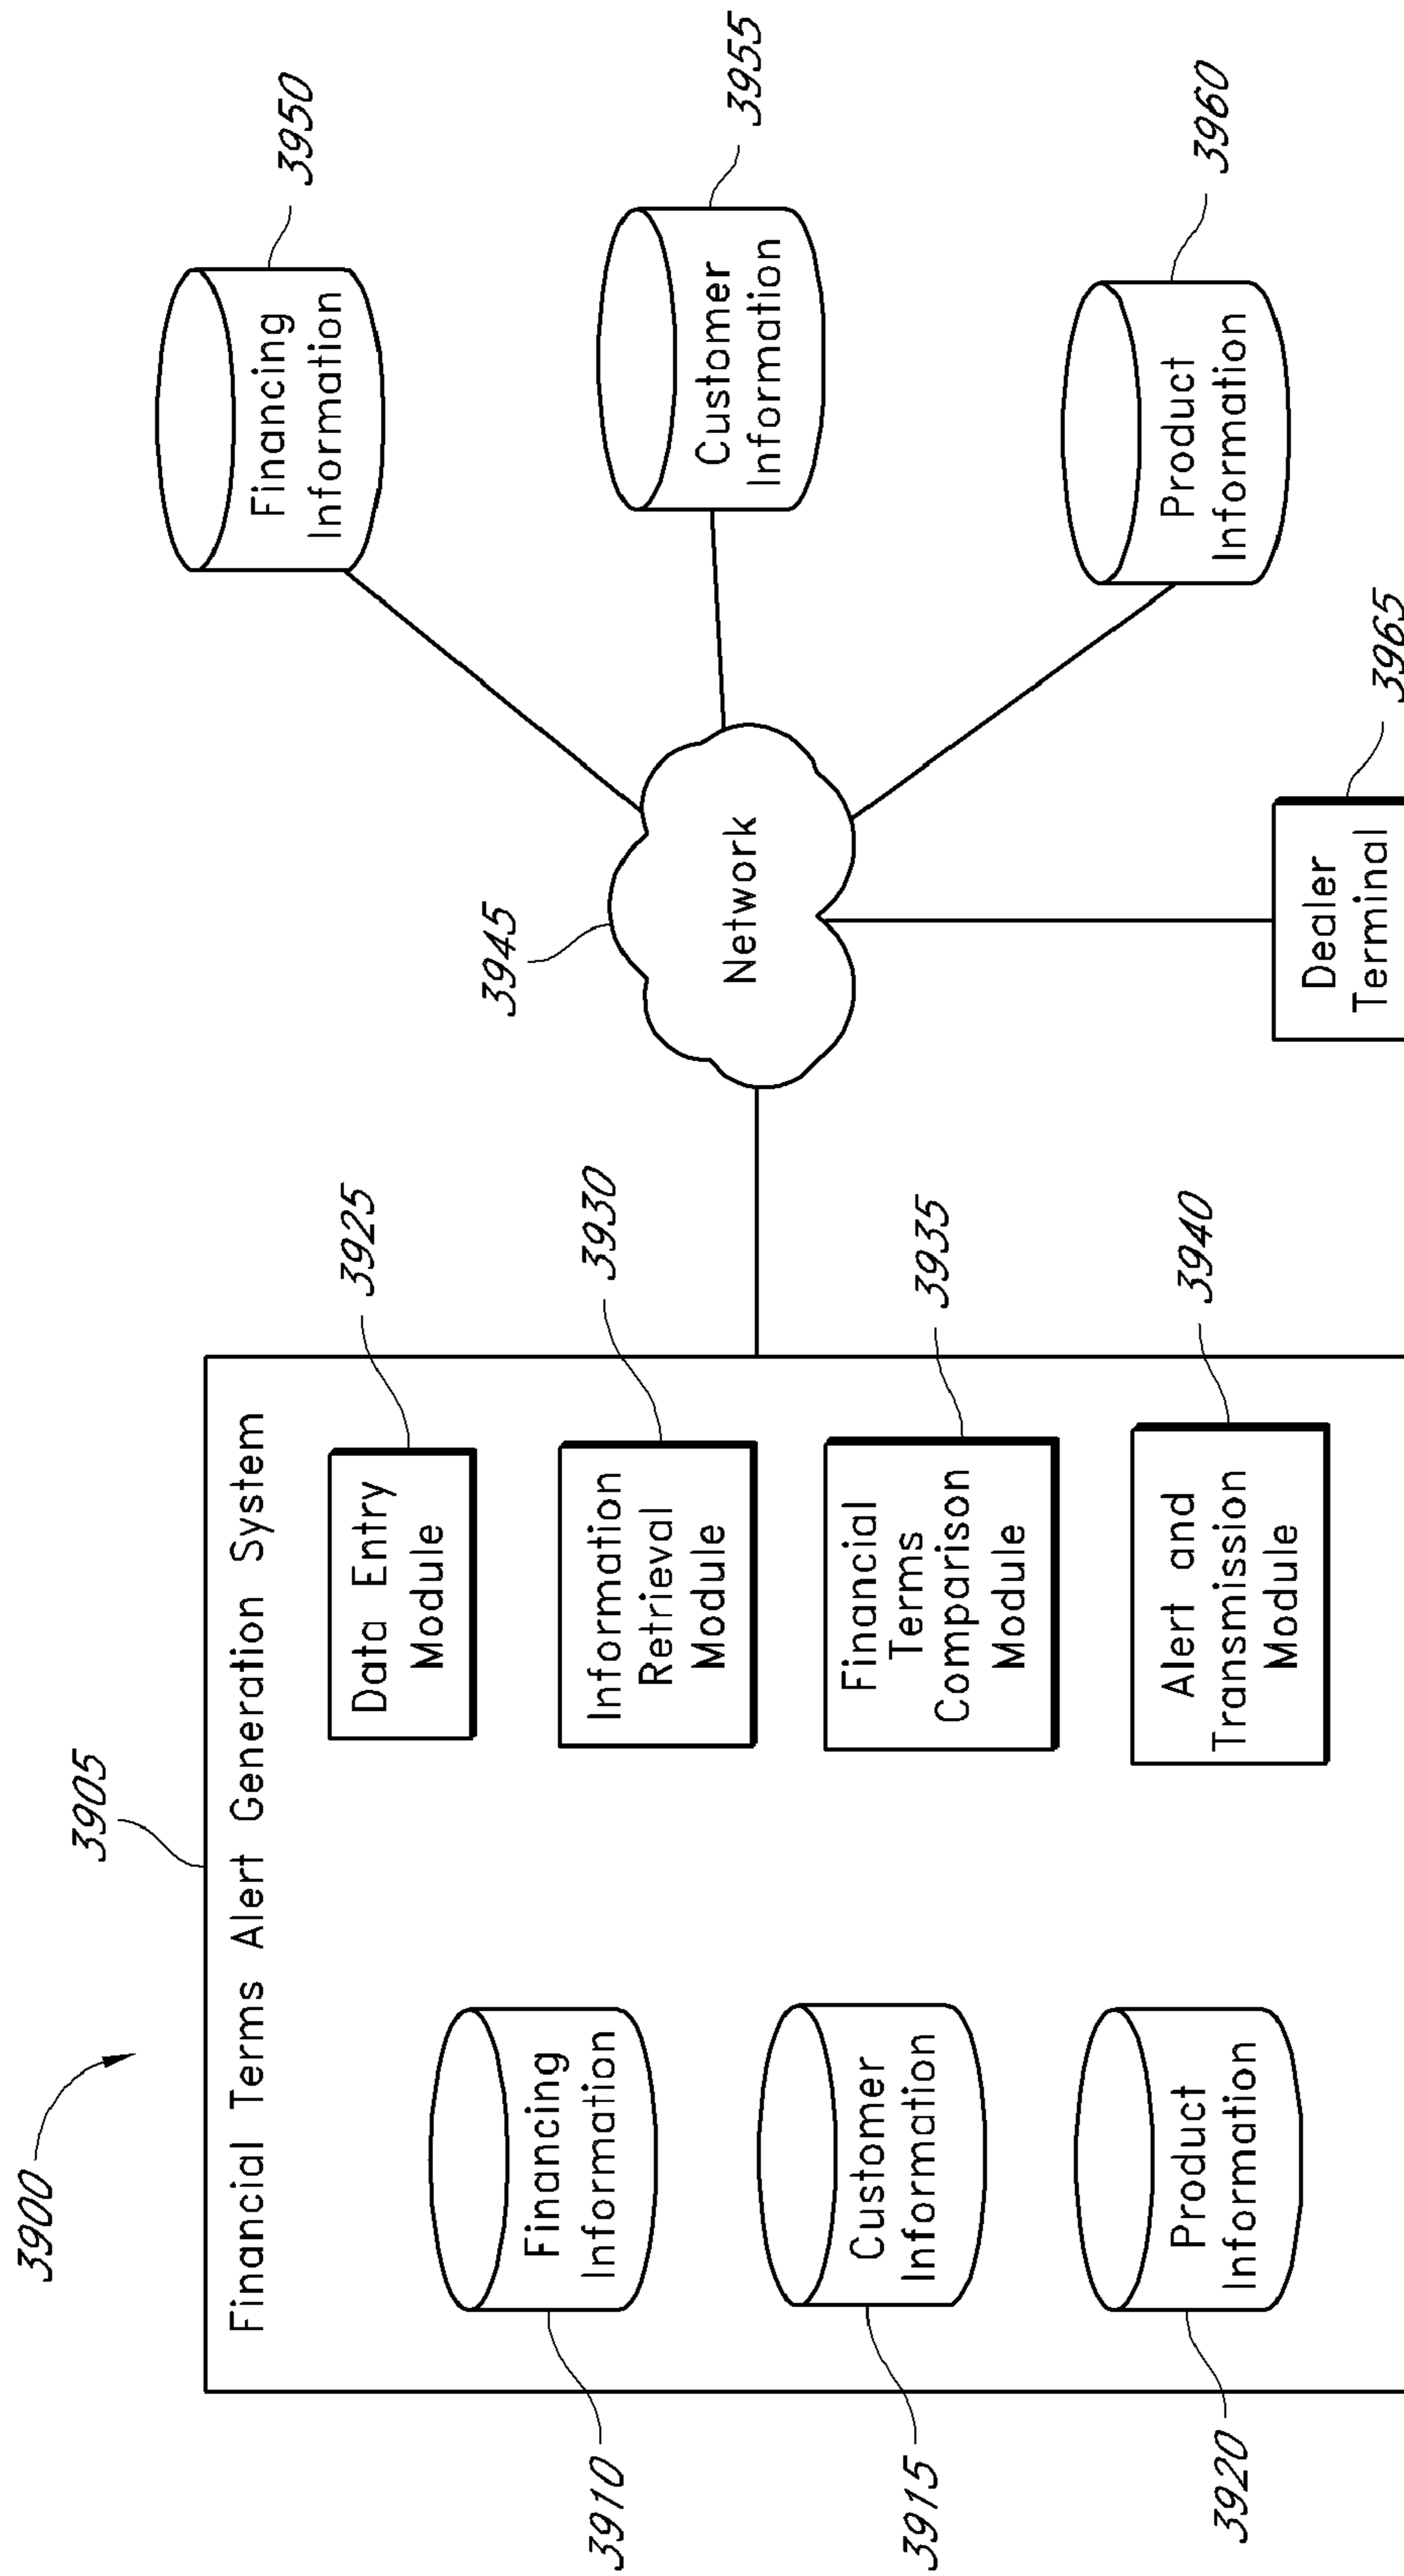 3900
3905
Financial Terms Alert Generation System
3910
Financing
Information
3915
Customer
Information
3920
Product
Information
Data Entry
Module
3925
Information
Retrieval
Module
3930
Financial
Terms
Comparison
Module
3935
Alert and
Transmission
Module
3940
3945
Network
Financing
Information
3950
Customer
Information
3955
Product
Information
3960
Dealer
Terminal
3965